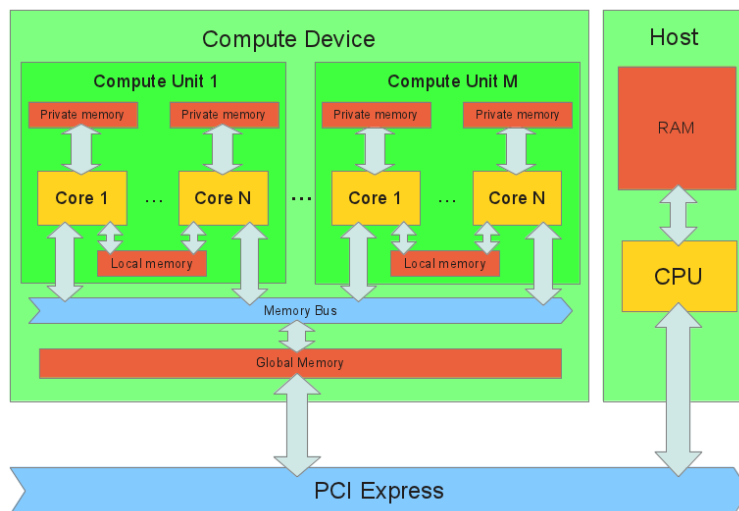 Compute Device
Compute Unit 1
Private memory
Private memory
Core 1
...
Core N
Local memory
...
Compute Unit M
Private memory
Private memory
Core 1
...
Core N
Local memory
Memory Bus
Global Memory
Host
RAM
CPU
PCI Express